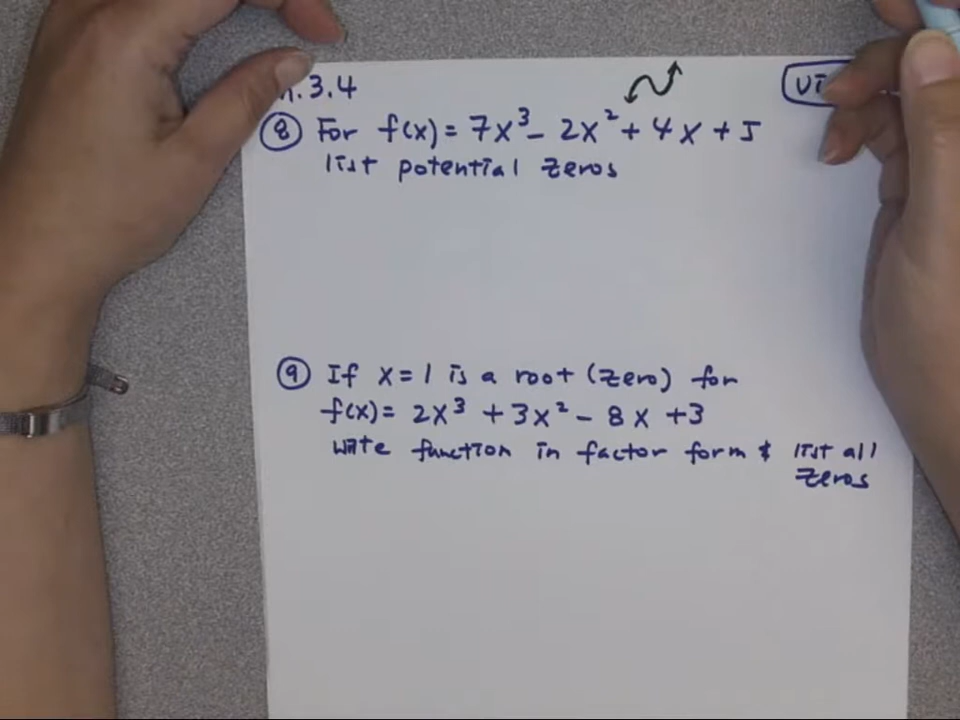 .3.4
⑧ For f(x) = 7x³ - 2x² + 4x + 5
list potential zeros
⑨ If x = 1 is a root (zero) for
f(x) = 2x³ + 3x² - 8x + 3
write function in factor form & list all
zeros